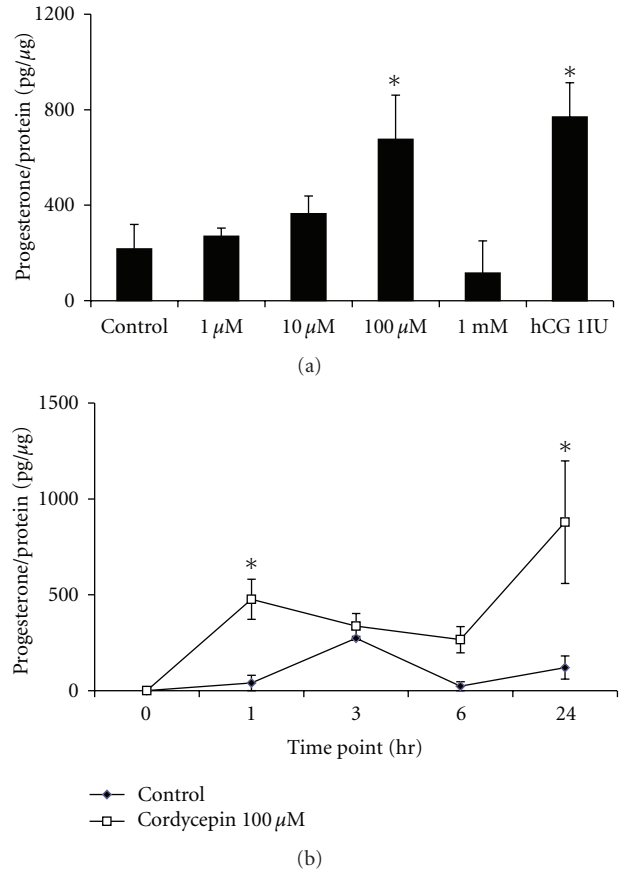 1200
800
400
0
Progesterone/protein (pg/μg)
*
*
Control 1 μM 10 μM 100 μM 1 mM hCG 1IU
(a)
1500
1000
500
0
Progesterone/protein (pg/μg)
*
*
0 1 3 6 24
Time point (hr)
Control
Cordycepin 100 μM
(b)